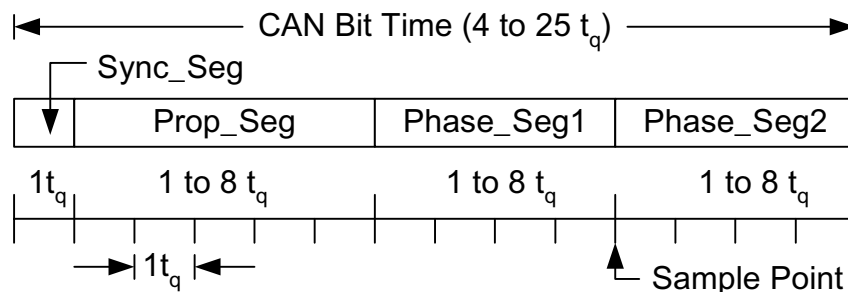 CAN Bit Time (4 to 25 tq)
Sync_Seg
Prop_Seg Phase_Seg1 Phase_Seg2
1tq 1 to 8 tq 1 to 8 tq 1 to 8 tq
1tq
Sample Point